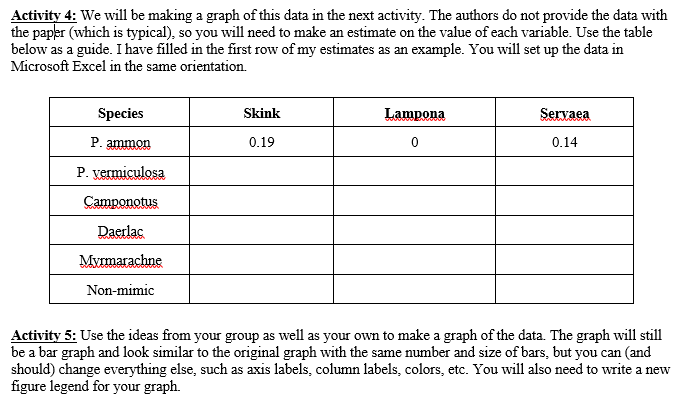 Activity 4: We will be making a graph of this data in the next activity. The authors do not provide the data with
the paper (which is typical), so you will need to make an estimate on the value of each variable. Use the table
below as a guide. I have filled in the first row of my estimates as an example. You will set up the data in
Microsoft Excel in the same orientation.
Species Skink Lampona Servaea
P. ammon 0.19 0 0.14
P. vermiculosa
Camponotus
Daerlac
Myrmarachne
Non-mimic
Activity 5: Use the ideas from your group as well as your own to make a graph of the data. The graph will still
be a bar graph and look similar to the original graph with the same number and size of bars, but you can (and
should) change everything else, such as axis labels, column labels, colors, etc. You will also need to write a new
figure legend for your graph.